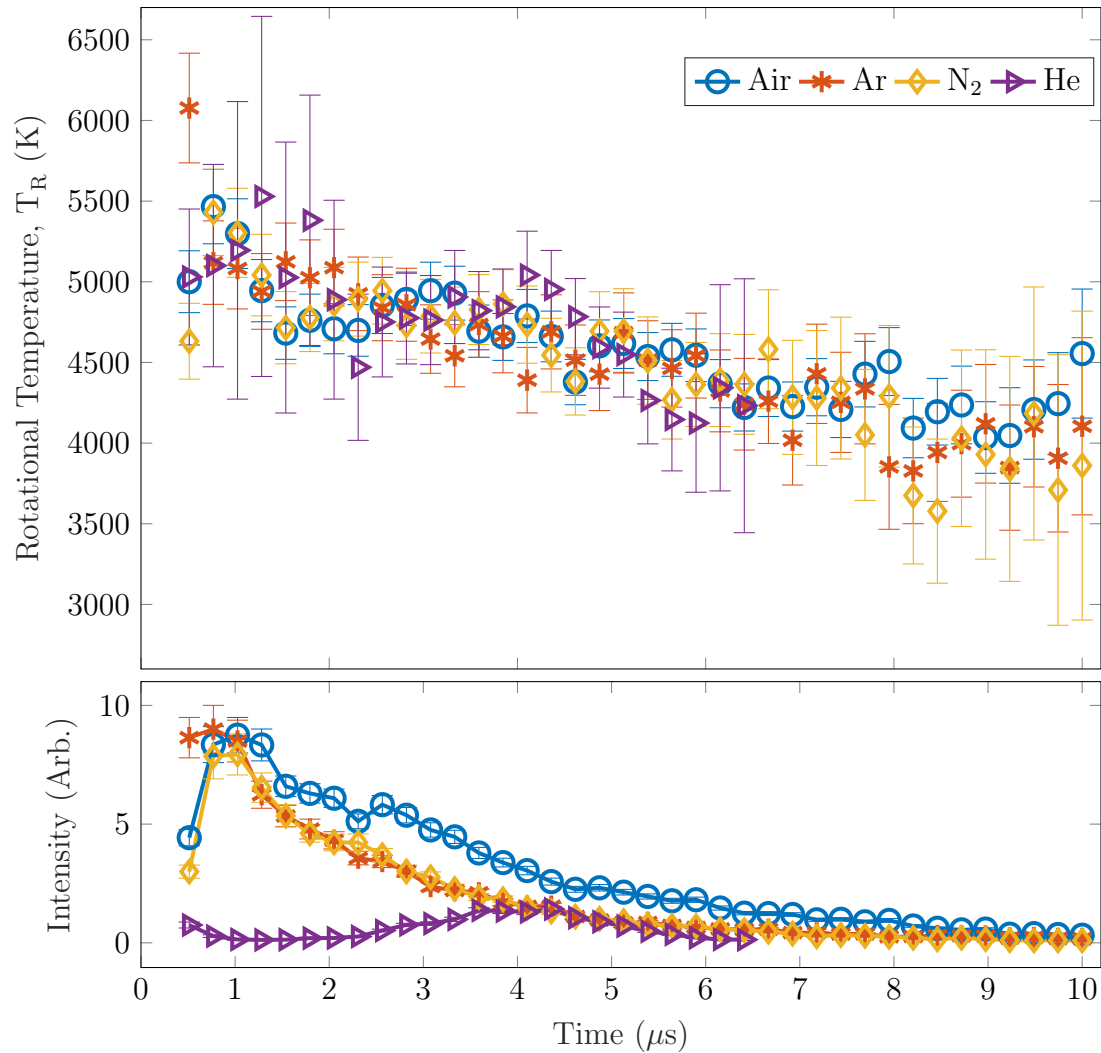 6500
6000
5500
5000
4500
4000
3500
3000
Rotational Temperature, T_R (K)
Air Ar N₂ He
10
5
0
Intensity (Arb.)
0 1 2 3 4 5 6 7 8 9 10
Time (μs)